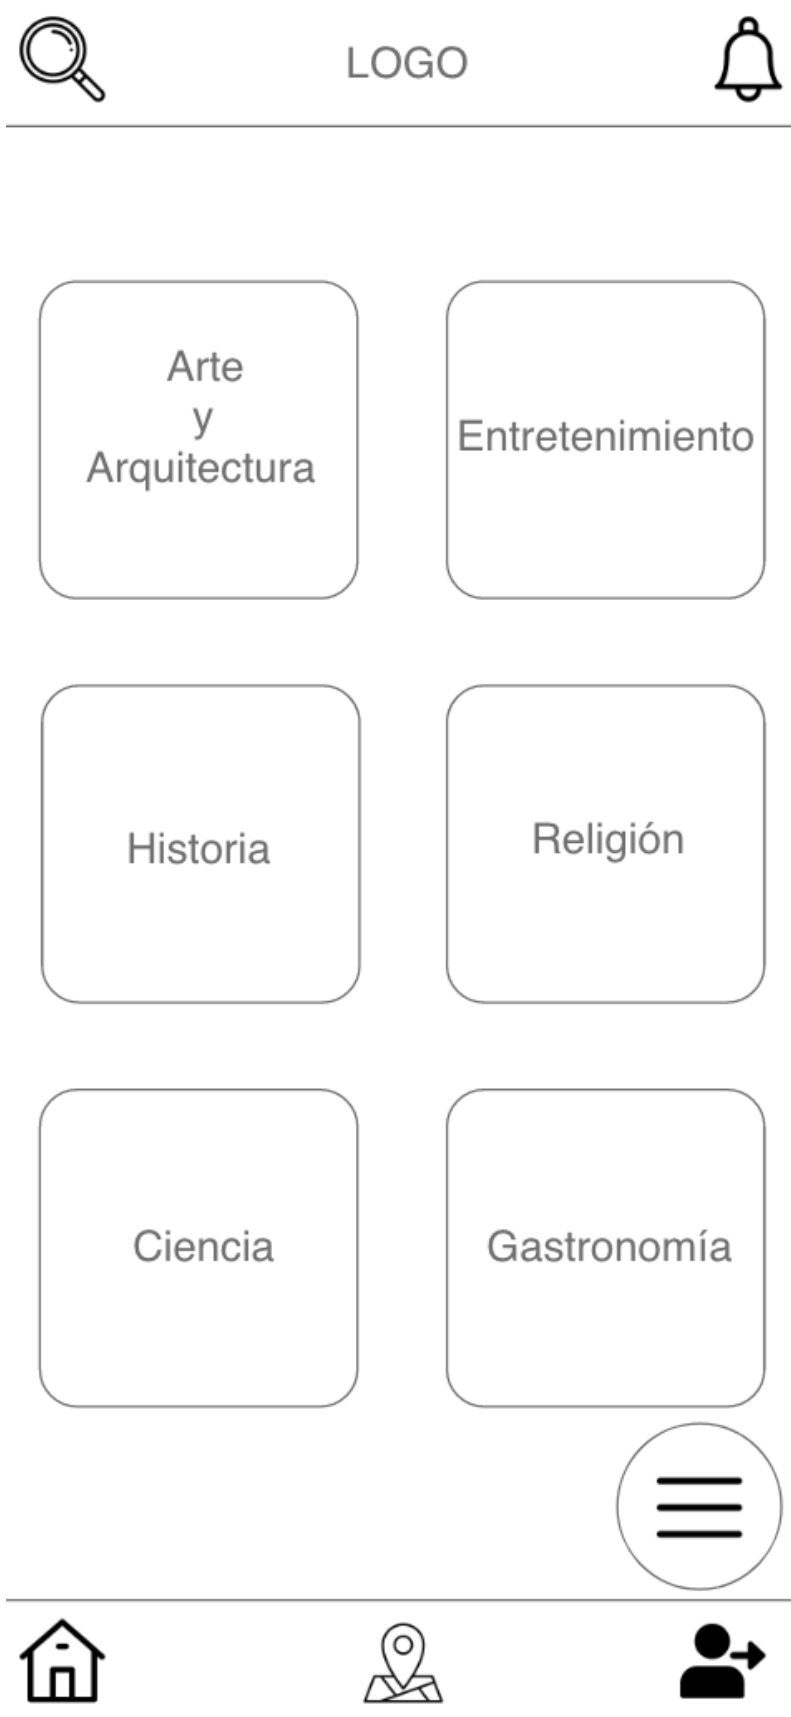 LOGO
Arte
y
Arquitectura
Entretenimiento
Historia
Religión
Ciencia
Gastronomía